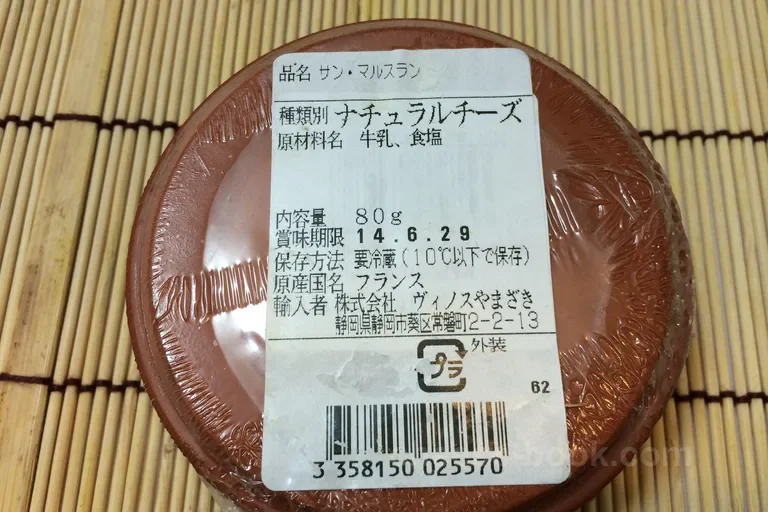 品名 サン・マルスラン
種類別 ナチュラルチーズ
原材料名 牛乳、食塩
内容量 80g
賞味期限 14.6.29
保存方法 要冷蔵(10℃以下で保存)
原産国名 フランス
輸入者 株式会社 ヴィノスやまざき
静岡県静岡市葵区常磐町2-2-13
プラ 外装
62
3 358150 025570
-book.com